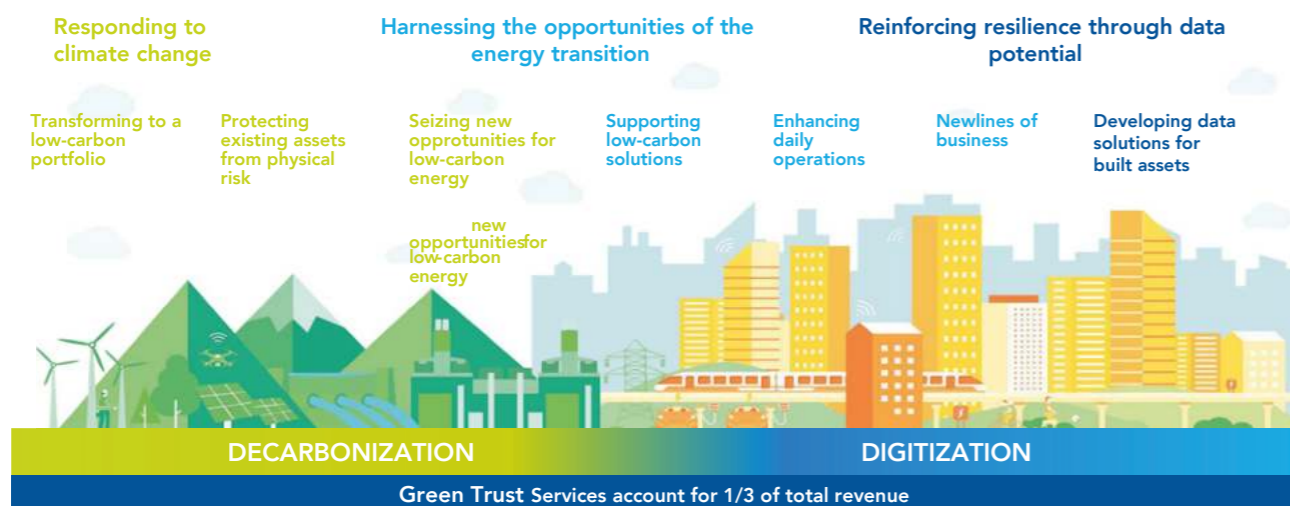 Responding to
climate change
Harnessing the opportunities of the
energy transition
Reinforcing resilience through data
potential
Transforming to a
low-carbon
portfolio
Protecting
existing assets
from physical
risk
Seizing new
opprotunities for
low-carbon
energy
new
opportunitiesfor
low-carbon
energy
Supporting
low-carbon
solutions
Enhancing
daily
operations
Newlines of
business
Developing data
solutions for
built assets
DECARBONIZATION
DIGITIZATION
Green Trust Services account for 1/3 of total revenue